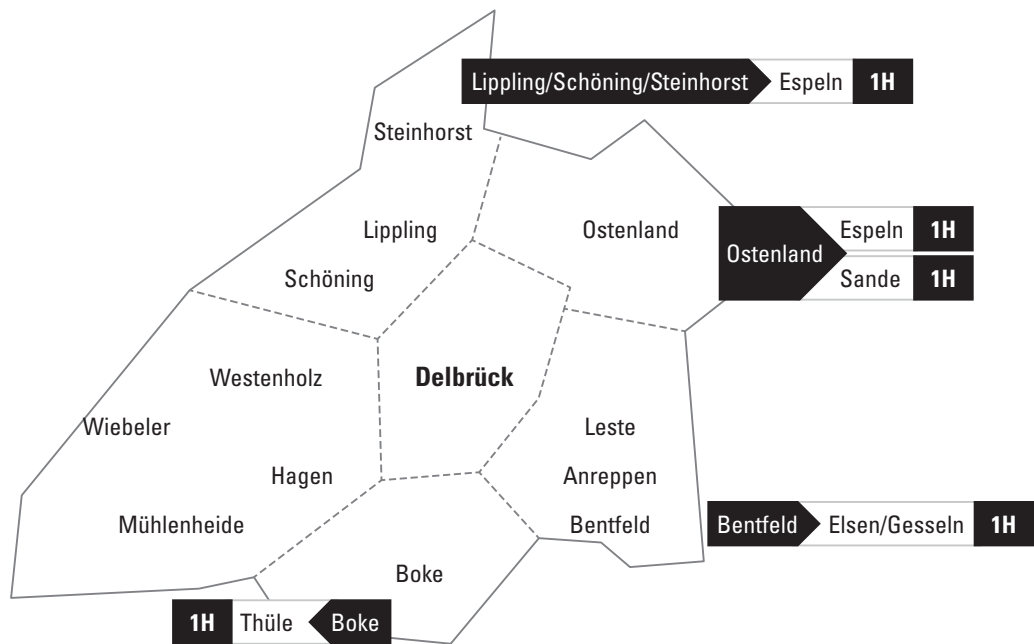 Lippling/Schöning/Steinhorst Espeln 1H
Steinhorst
Lippling
Ostenland
Ostenland Espeln 1H
Sande 1H
Schöning
Westenholz
Delbrück
Wiebeler
Leste
Hagen
Anreppen
Mühlenheide
Bentfeld
Bentfeld Elsen/Gesseln 1H
Boke
1H Thüle Boke